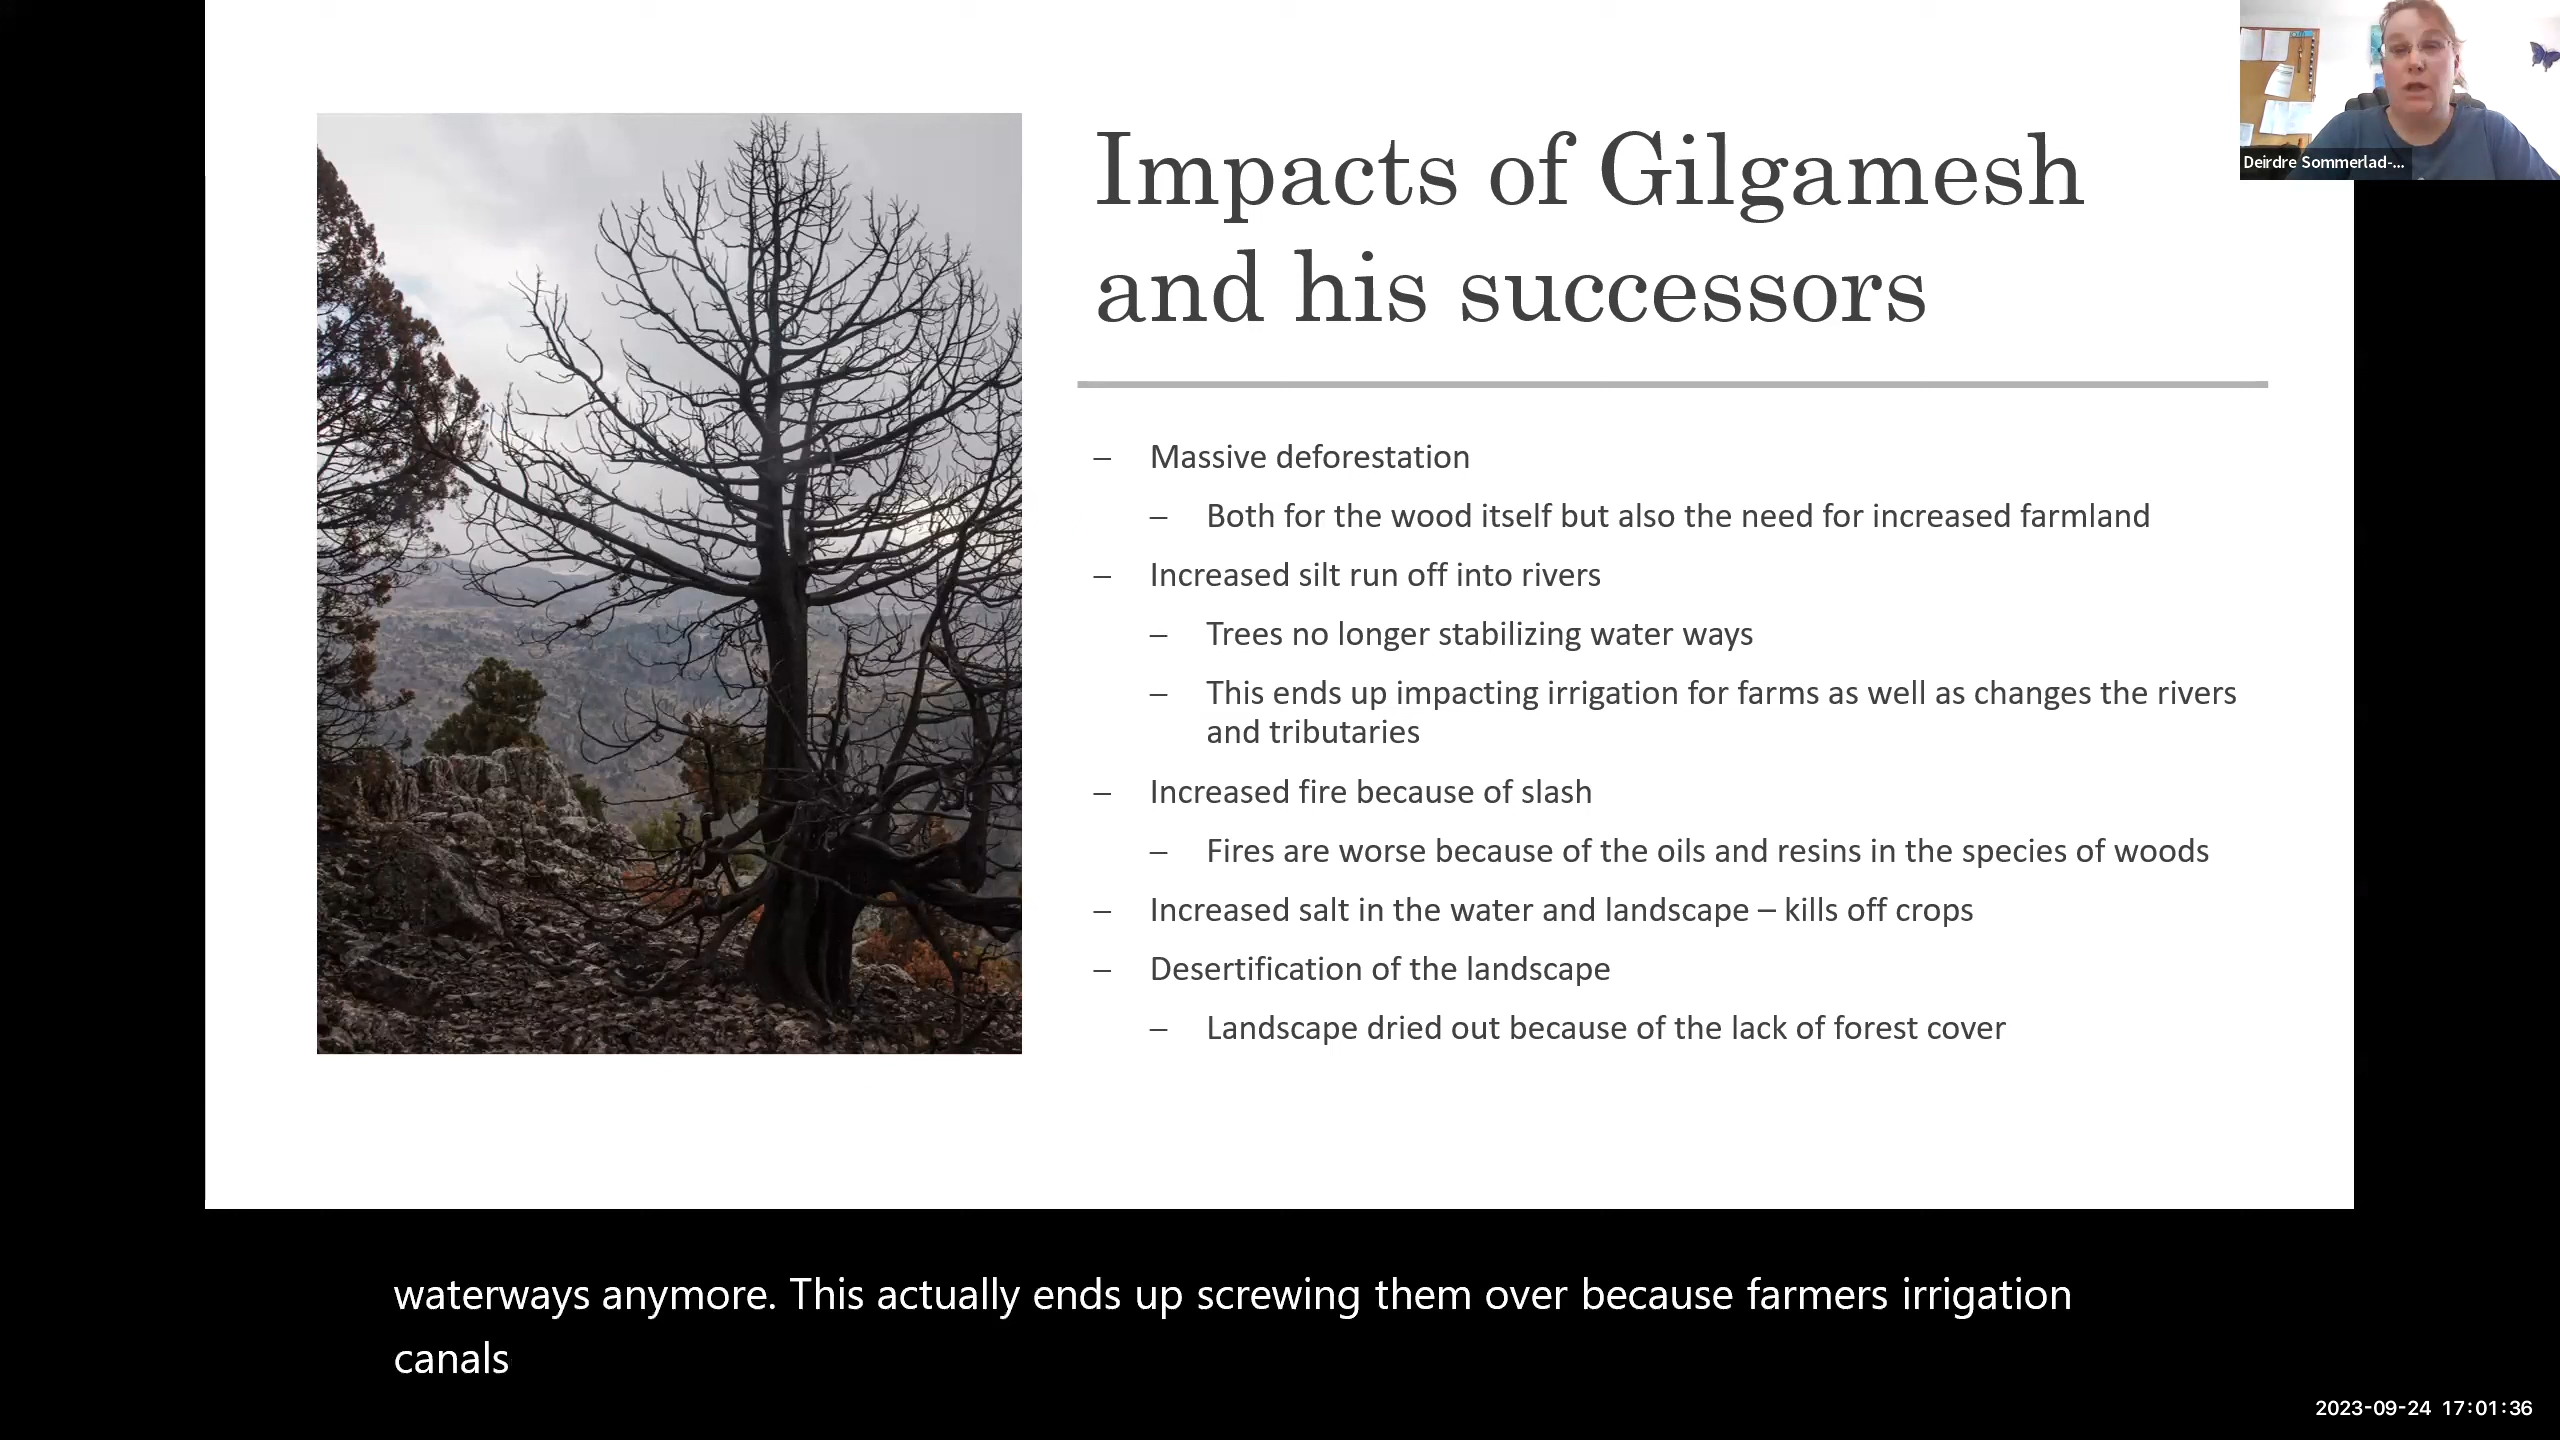 Impacts of Gilgamesh
and his successors
– Massive deforestation
– Both for the wood itself but also the need for increased farmland
– Increased silt run off into rivers
– Trees no longer stabilizing water ways
– This ends up impacting irrigation for farms as well as changes the rivers
and tributaries
– Increased fire because of slash
– Fires are worse because of the oils and resins in the species of woods
– Increased salt in the water and landscape – kills off crops
– Desertification of the landscape
– Landscape dried out because of the lack of forest cover
Deirdre Sommerlad-...
waterways anymore. This actually ends up screwing them over because farmers irrigation
canals
2023-09-24 17:01:36